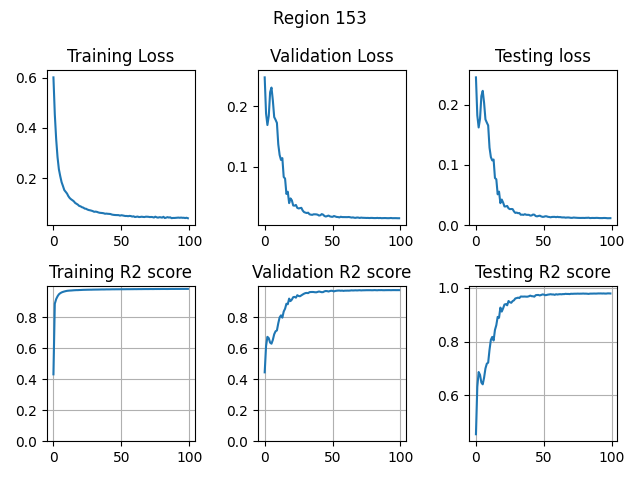 Region 153
Training Loss
Validation Loss
Testing loss
0.6
0.4
0.2
0 50 100
0.2
0.1
0 50 100
0.2
0.1
0.0
0 50 100
Training R2 score
Validation R2 score
Testing R2 score
0.8
0.6
0.4
0.2
0.0
0 50 100
0.8
0.6
0.4
0.2
0.0
0 50 100
1.0
0.8
0.6
0 50 100